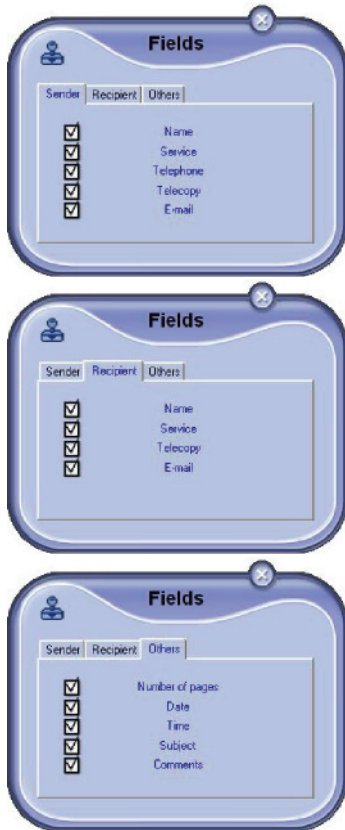 Fields
Sender Recipient Others
Name
Service
Telephone
Telecopy
E-mail
Fields
Sender Recipient Others
Name
Service
Telecopy
E-mail
Fields
Sender Recipient Others
Number of pages
Date
Time
Subject
Comments